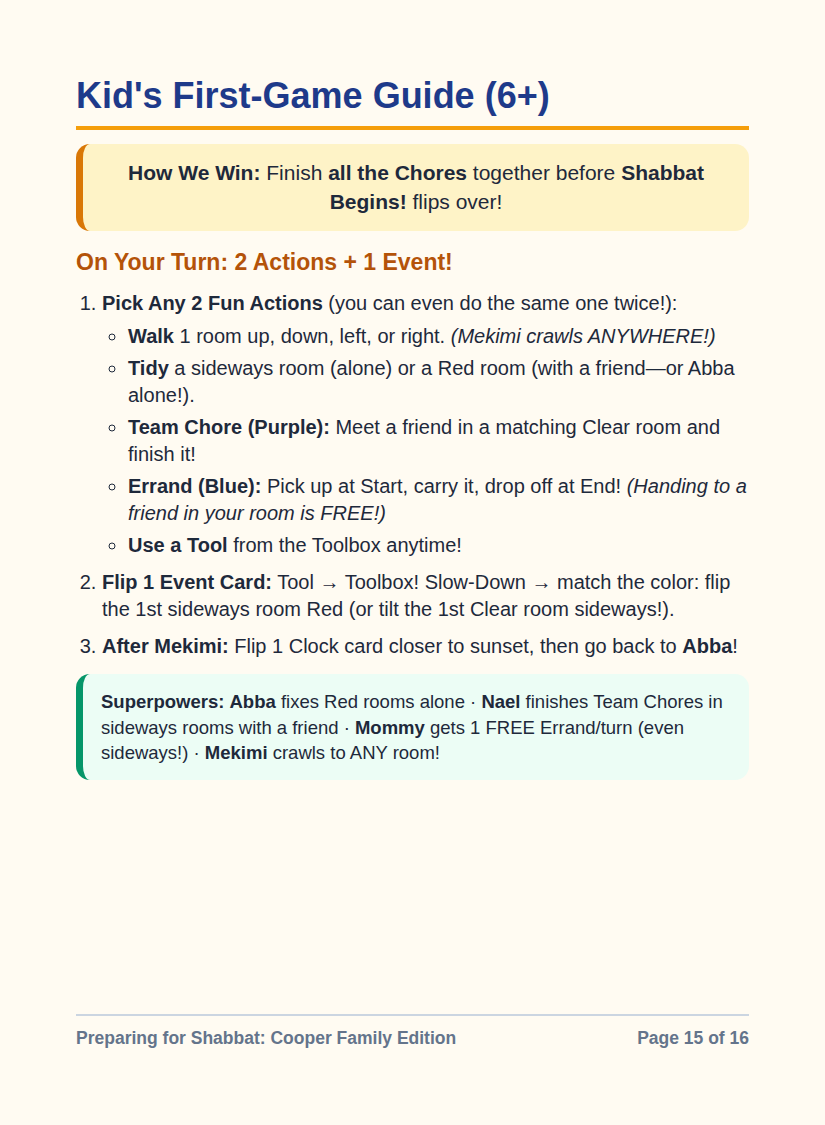 Kid's First-Game Guide (6+)
How We Win: Finish all the Chores together before Shabbat
Begins! flips over!
On Your Turn: 2 Actions + 1 Event!
1. Pick Any 2 Fun Actions (you can even do the same one twice!):
◦ Walk 1 room up, down, left, or right. (Mekimi crawls ANYWHERE!)
◦ Tidy a sideways room (alone) or a Red room (with a friend—or Abba
alone!).
◦ Team Chore (Purple): Meet a friend in a matching Clear room and
finish it!
◦ Errand (Blue): Pick up at Start, carry it, drop off at End! (Handing to a
friend in your room is FREE!)
◦ Use a Tool from the Toolbox anytime!
2. Flip 1 Event Card: Tool → Toolbox! Slow-Down → match the color: flip
the 1st sideways room Red (or tilt the 1st Clear room sideways!).
3. After Mekimi: Flip 1 Clock card closer to sunset, then go back to Abba!
Superpowers: Abba fixes Red rooms alone · Nael finishes Team Chores in
sideways rooms with a friend · Mommy gets 1 FREE Errand/turn (even
sideways!) · Mekimi crawls to ANY room!
Preparing for Shabbat: Cooper Family Edition
Page 15 of 16